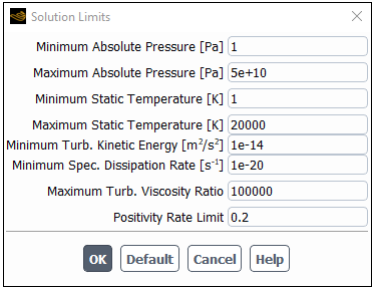 Solution Limits
Minimum Absolute Pressure [Pa] 1
Maximum Absolute Pressure [Pa] 5e+10
Minimum Static Temperature [K] 1
Maximum Static Temperature [K] 20000
Minimum Turb. Kinetic Energy [m²/s²] 1e-14
Minimum Spec. Dissipation Rate [s⁻¹] 1e-20
Maximum Turb. Viscosity Ratio 100000
Positivity Rate Limit 0.2
OK Default Cancel Help